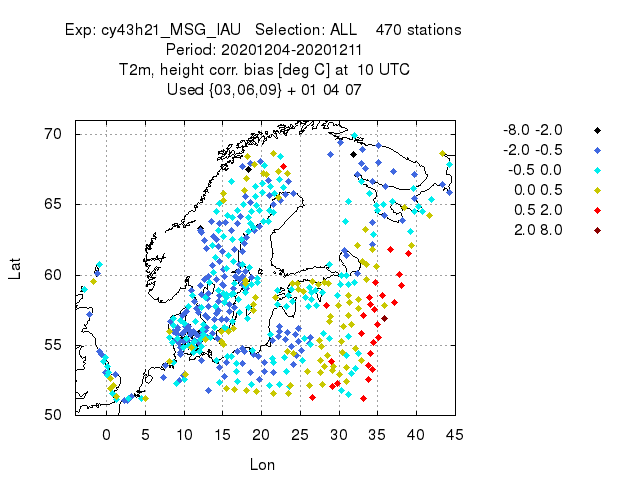 Exp: cy43h21_MSG_IAU Selection: ALL 470 stations
Period: 20201204-20201211
T2m, height corr. bias [deg C] at 10 UTC
Used {03,06,09} + 01 04 07
-8.0 -2.0
-2.0 -0.5
-0.5 0.0
0.0 0.5
0.5 2.0
2.0 8.0
70
65
60
55
50
Lat
0 5 10 15 20 25 30 35 40 45
Lon